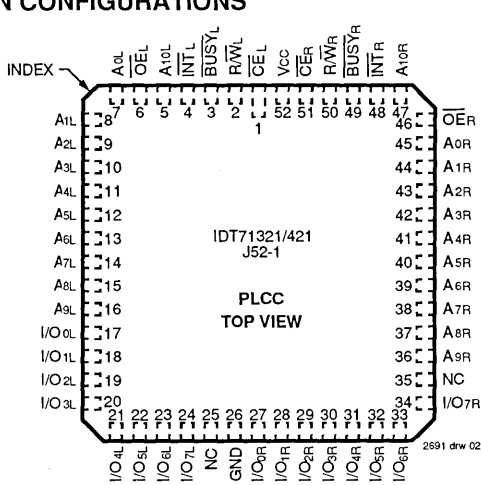 N CONFIGURATIONS
INDEX
A0L
OEL
A10L
INTL
BUSYL
R/WL
CEL
VCC
CER
R/WR
BUSYR
INTR
A10R
7 6 5 4 3 2 1 52 51 50 49 48 47
A1L 8 46 OER
A2L 9 45 A0R
A3L 10 44 A1R
A4L 11 43 A2R
A5L 12 42 A3R
A6L 13 IDT71321/421 41 A4R
J52-1
A7L 14 40 A5R
A8L 15 PLCC 39 A6R
A9L 16 TOP VIEW 38 A7R
I/O0L 17 37 A8R
I/O1L 18 36 A9R
I/O2L 19 35 NC
I/O3L 20 34 I/O7R
21 22 23 24 25 26 27 28 29 30 31 32 33
I/O4L
I/O5L
I/O6L
I/O7L
NC
GND
I/O0R
I/O1R
I/O2R
I/O3R
I/O4R
I/O5R
I/O6R
2691 drw 02